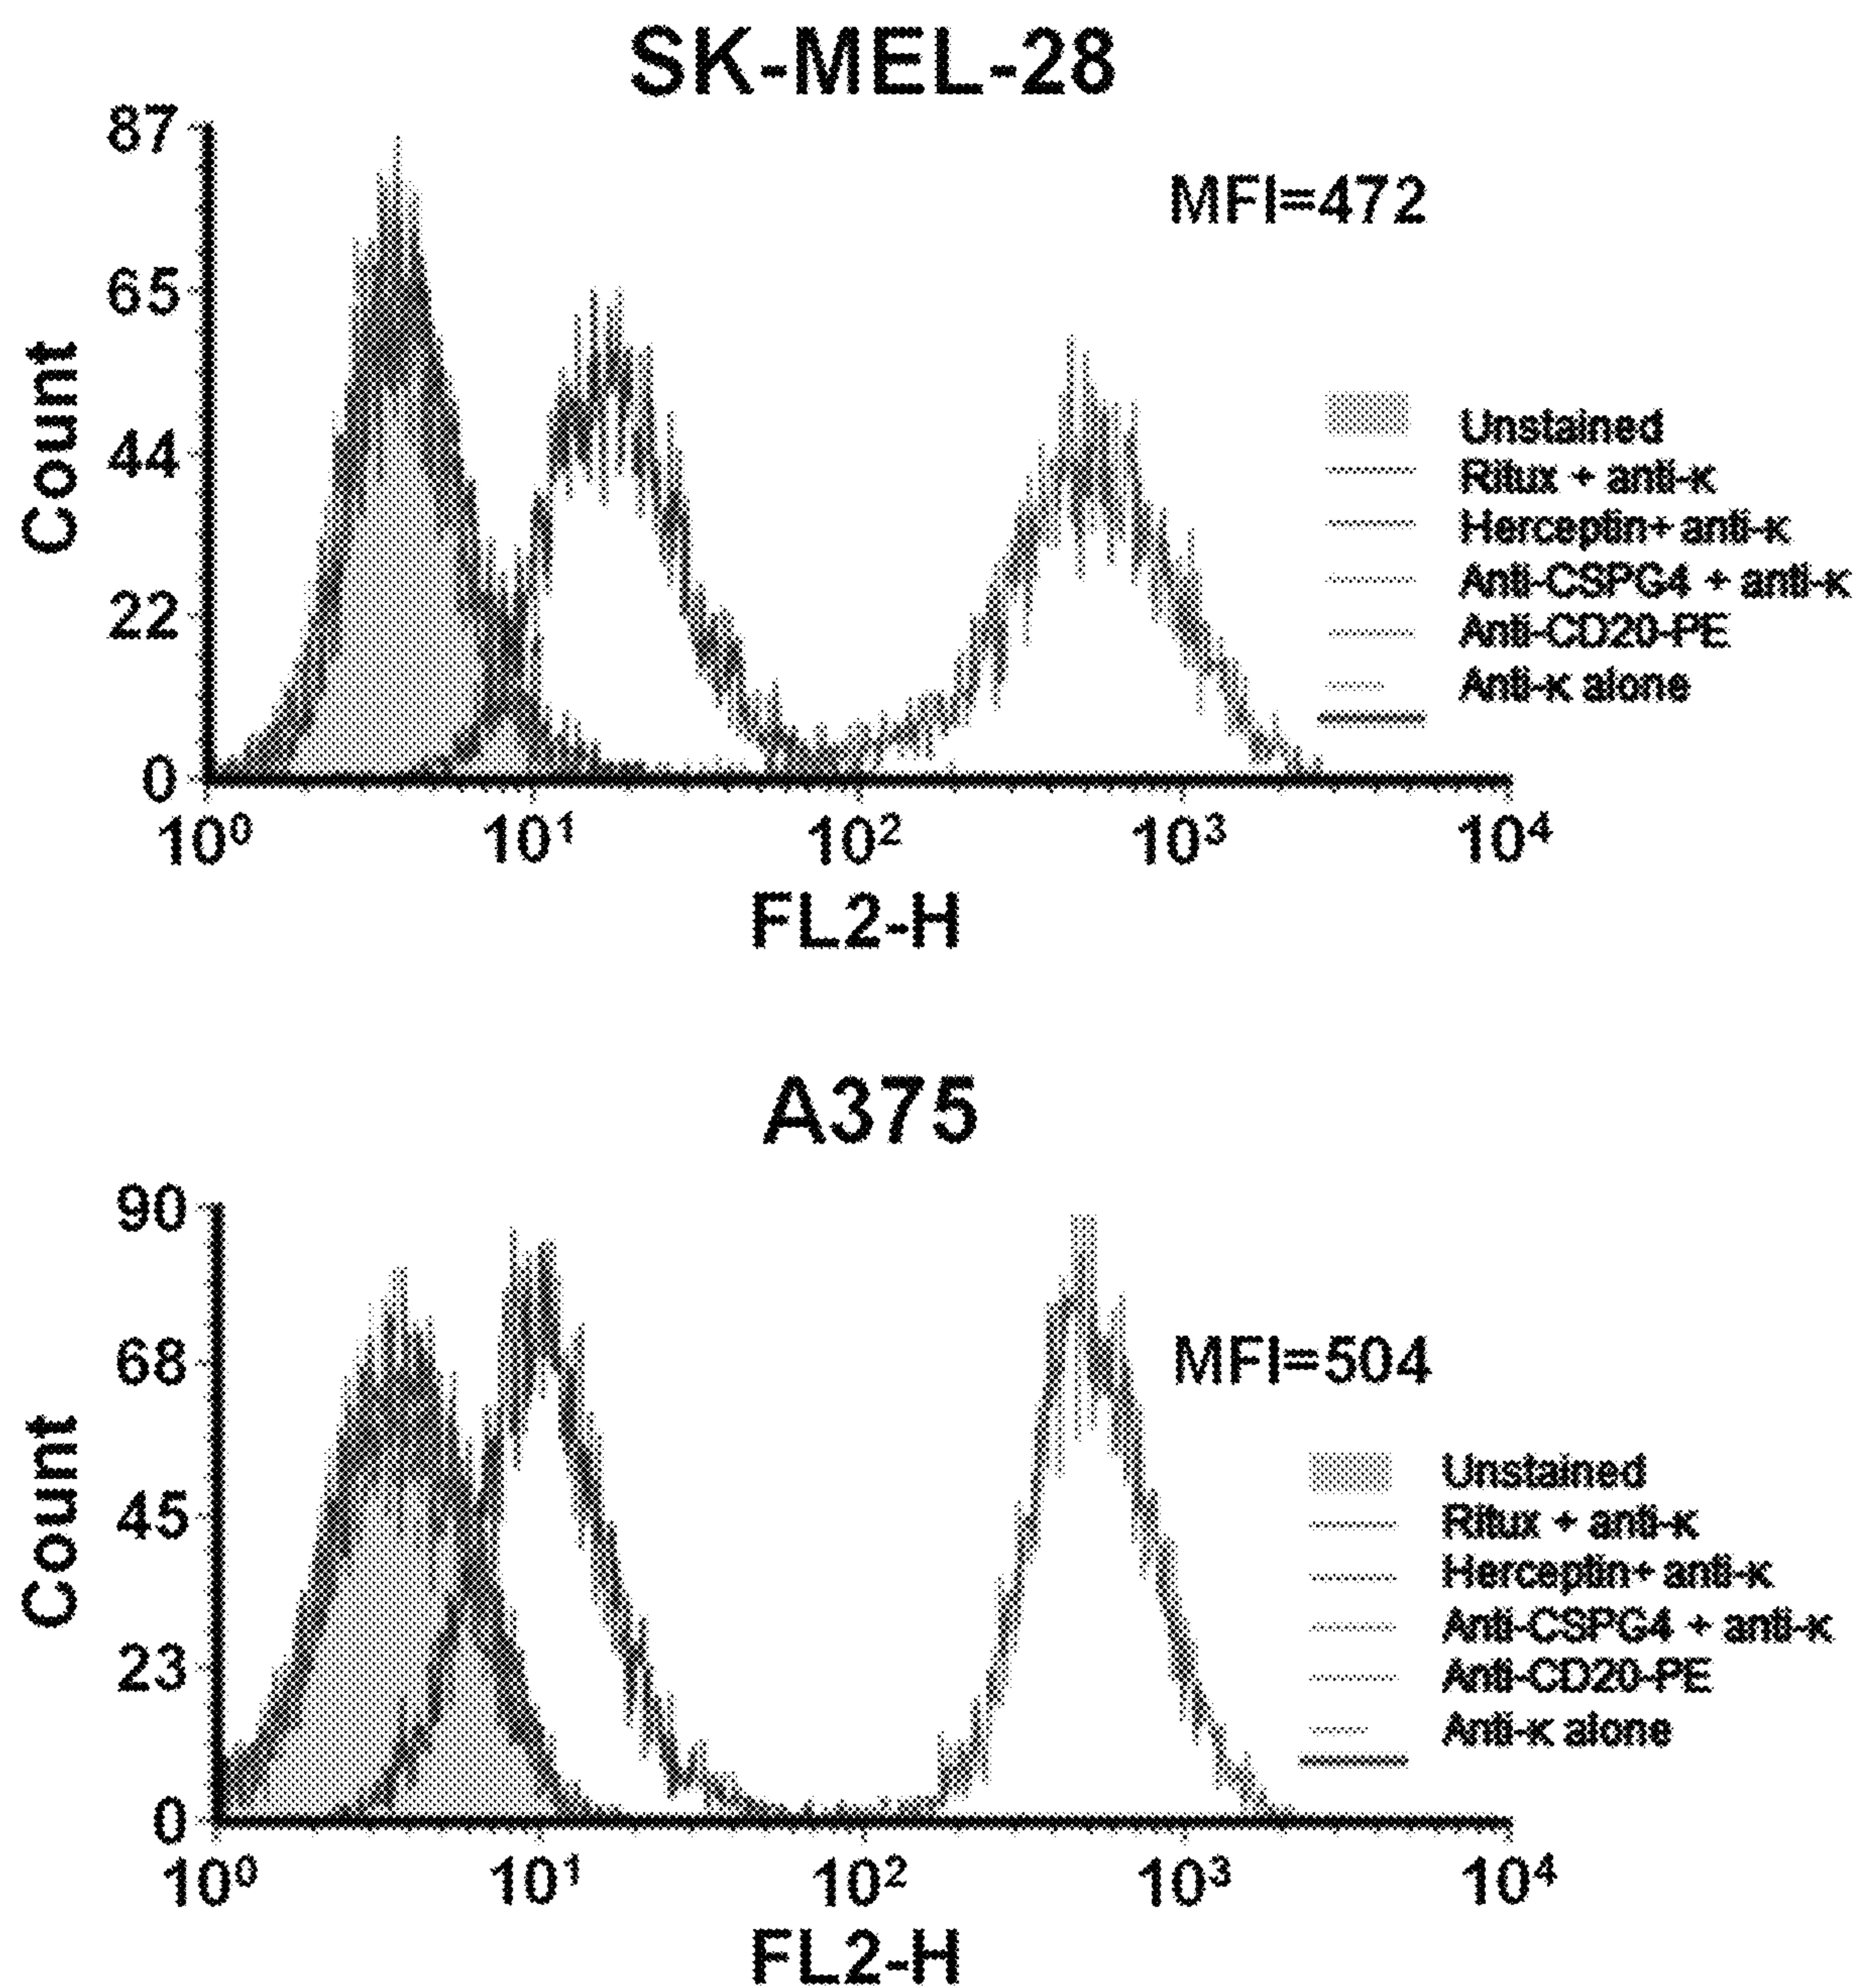 SK-MEL-28
87
MFI=472
65
Count
44
22
0
Unstained
Ritux + anti-κ
Herceptin+ anti-κ
Anti-CSPG4 + anti-κ
Anti-CD20-PE
Anti-κ alone
10⁰ 10¹ 10² 10³ 10⁴
FL2-H
A375
90
68
MFI=504
Count
45
23
0
Unstained
Ritux + anti-κ
Herceptin+ anti-κ
Anti-CSPG4 + anti-κ
Anti-CD20-PE
Anti-κ alone
10⁰ 10¹ 10² 10³ 10⁴
FL2-H